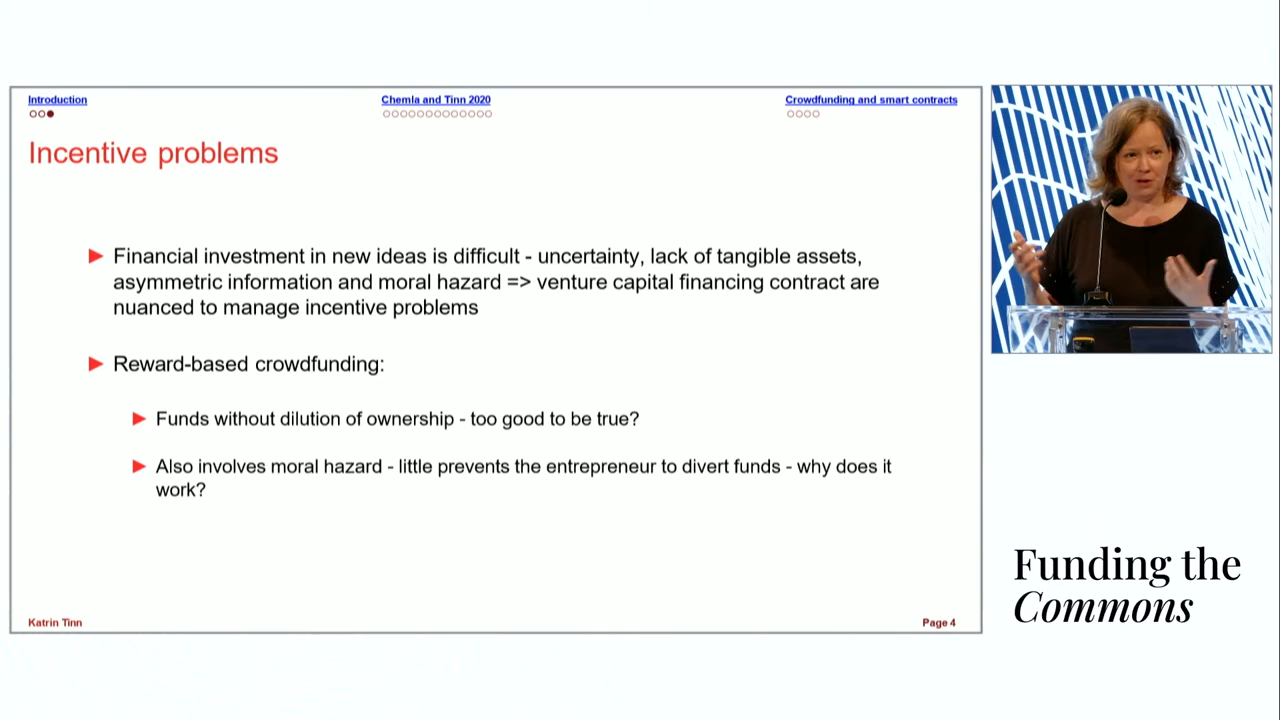 Introduction
Chemla and Tinn 2020
Crowdfunding and smart contracts
Incentive problems
Financial investment in new ideas is difficult - uncertainty, lack of tangible assets,
asymmetric information and moral hazard => venture capital financing contract are
nuanced to manage incentive problems
Reward-based crowdfunding:
Funds without dilution of ownership - too good to be true?
Also involves moral hazard - little prevents the entrepreneur to divert funds - why does it
work?
Katrin Tinn
Page 4
Funding the
Commons